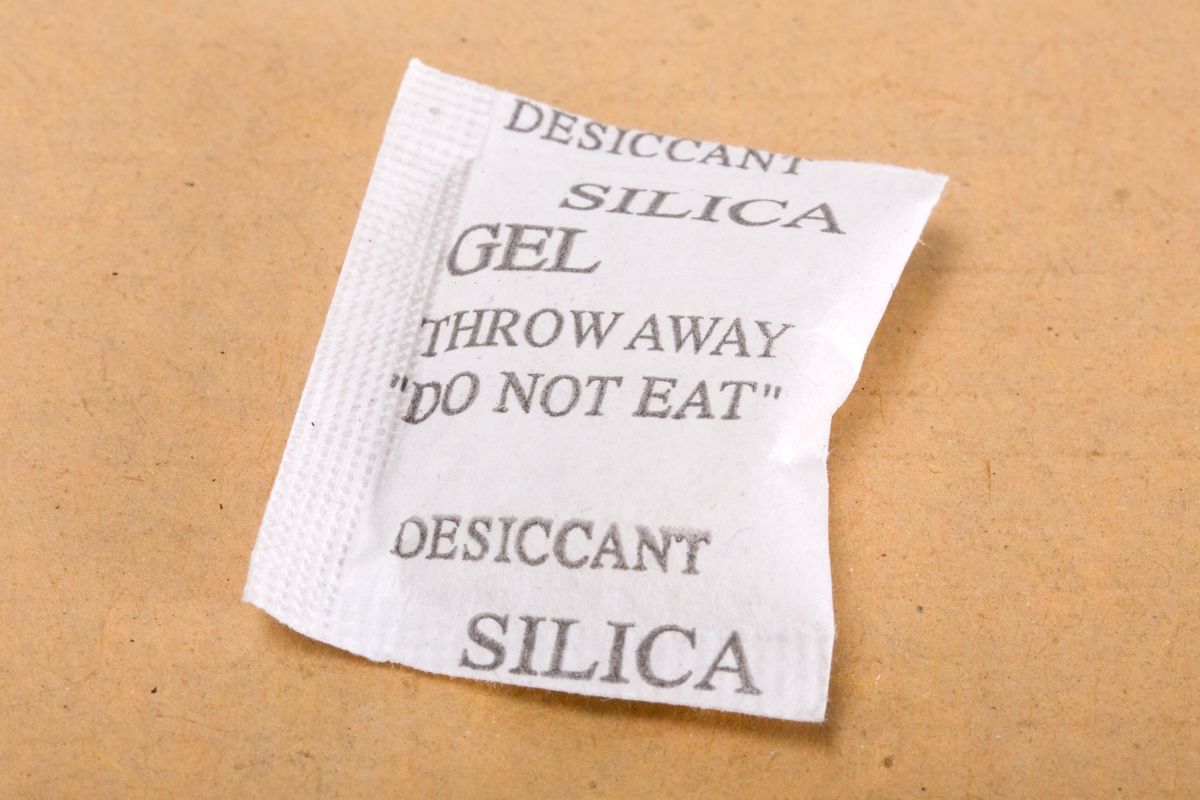 DESICCANT
SILICA
GEL
THROW AWAY
"DO NOT EAT"
DESICCANT
SILICA